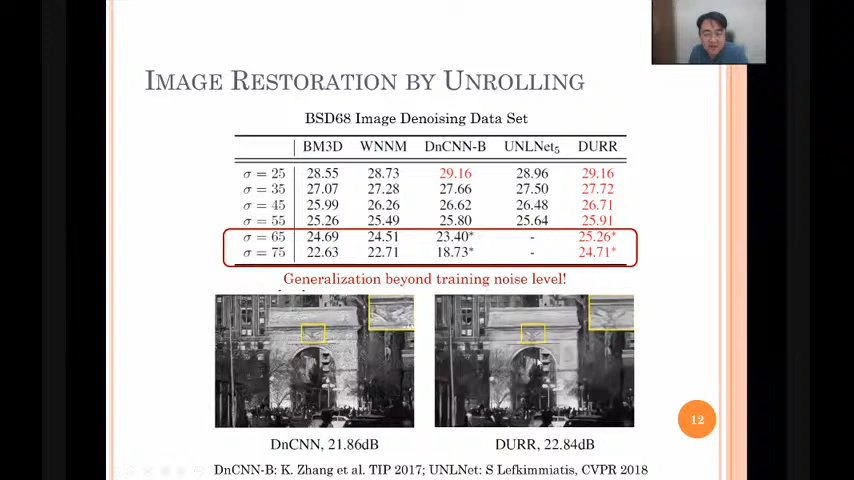 IMAGE RESTORATION BY UNROLLING
BSD68 Image Denoising Data Set
BM3D WNNM DnCNN-B UNLNet₅ DURR
σ = 25 28.55 28.73 29.16 28.96 29.16
σ = 35 27.07 27.28 27.66 27.50 27.72
σ = 45 25.99 26.26 26.62 26.48 26.71
σ = 55 25.26 25.49 25.80 25.64 25.91
σ = 65 24.69 24.51 23.40* - 25.26*
σ = 75 22.63 22.71 18.73* - 24.71*
Generalization beyond training noise level!
DnCNN, 21.86dB
DURR, 22.84dB
12
DnCNN-B: K. Zhang et al. TIP 2017; UNLNet: S Lefkimmiatis, CVPR 2018